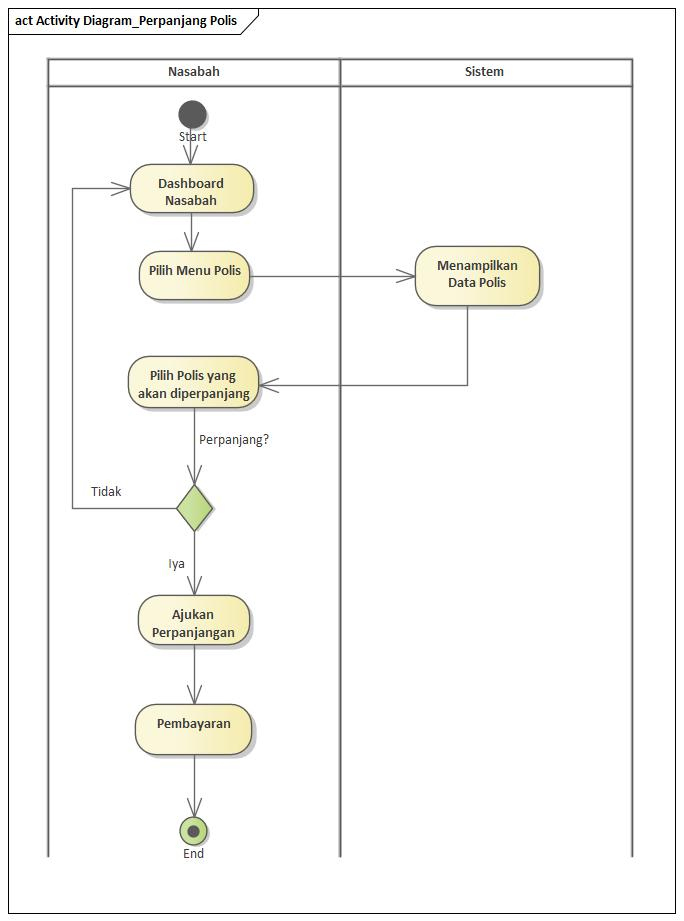 act Activity Diagram_Perpanjang Polis
Nasabah
Sistem
Start
Dashboard
Nasabah
Pilih Menu Polis
Menampilkan
Data Polis
Pilih Polis yang
akan diperpanjang
Perpanjang?
Tidak
Iya
Ajukan
Perpanjangan
Pembayaran
End